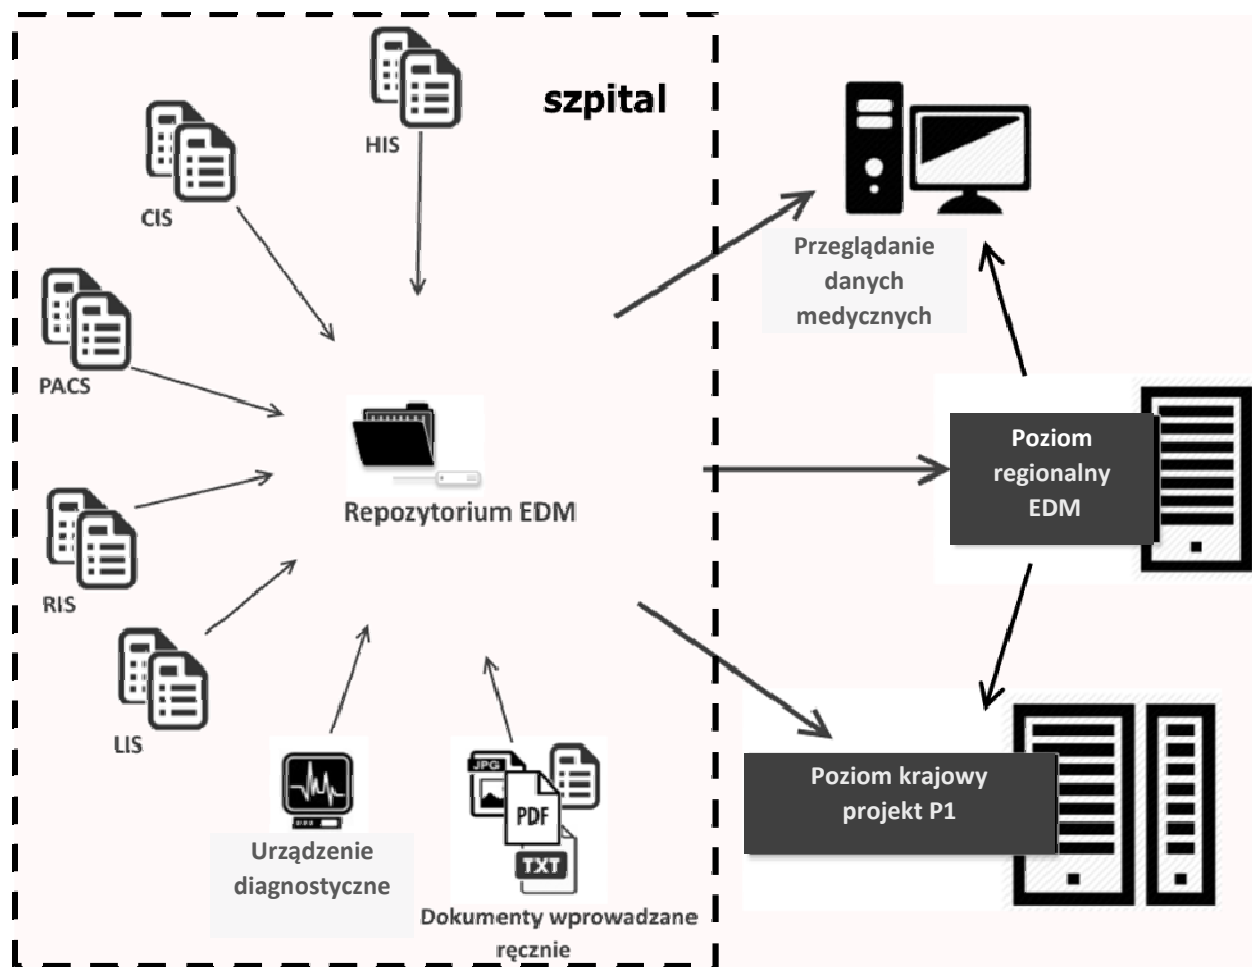 szpital
HIS
CIS
PACS
RIS
LIS
Repozytorium EDM
Urządzenie
diagnostyczne
JPG
PDF
TXT
Dokumenty wprowadzane
ręcznie
Przeglądanie
danych
medycznych
Poziom
regionalny
EDM
Poziom krajowy
projekt P1